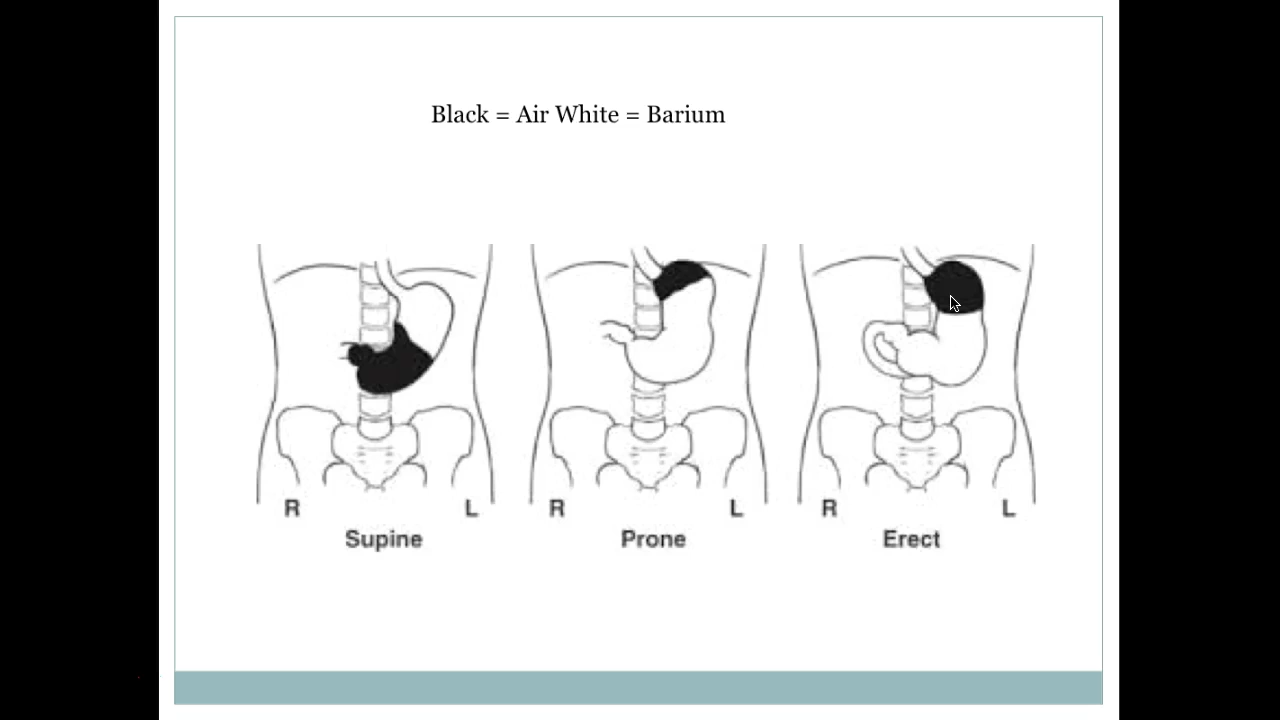 Black = Air White = Barium
R L R L R L
Supine Prone Erect